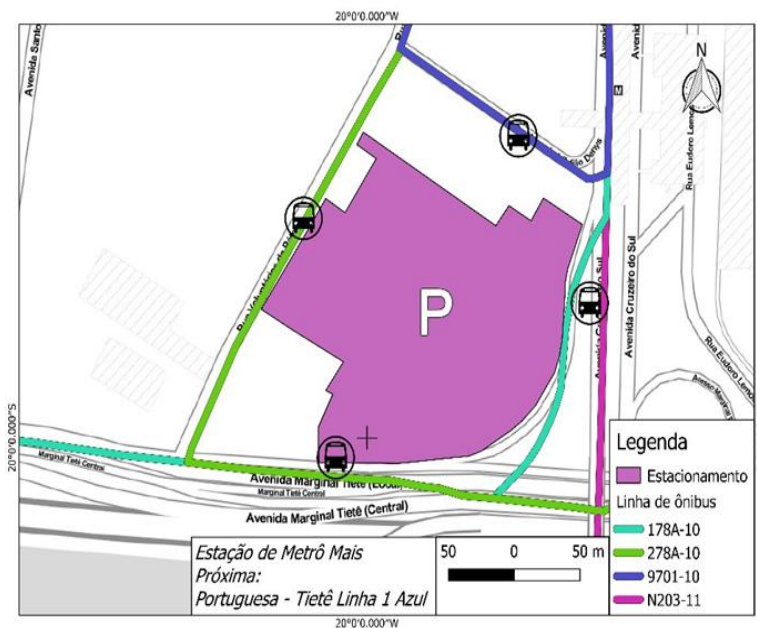 20°0'0.000"W
Avenida Santo
Rua
Avenid
Avenid
N
M
Rua Eudoro Lemos
P
Avenida Cruzeiro do Sul
Rua Eudoro Lemos
20°0'0.000"S
Marginal Tietê Central
Avenida Marginal Tietê
Marginal Tietê Central
Avenida Marginal Tietê (Central)
Legenda
Estacionamento
Linha de ônibus
178A-10
278A-10
9701-10
N203-11
Estação de Metrô Mais
Próxima:
Portuguesa - Tietê Linha 1 Azul
50 0 50 m
20°0'0.000"W